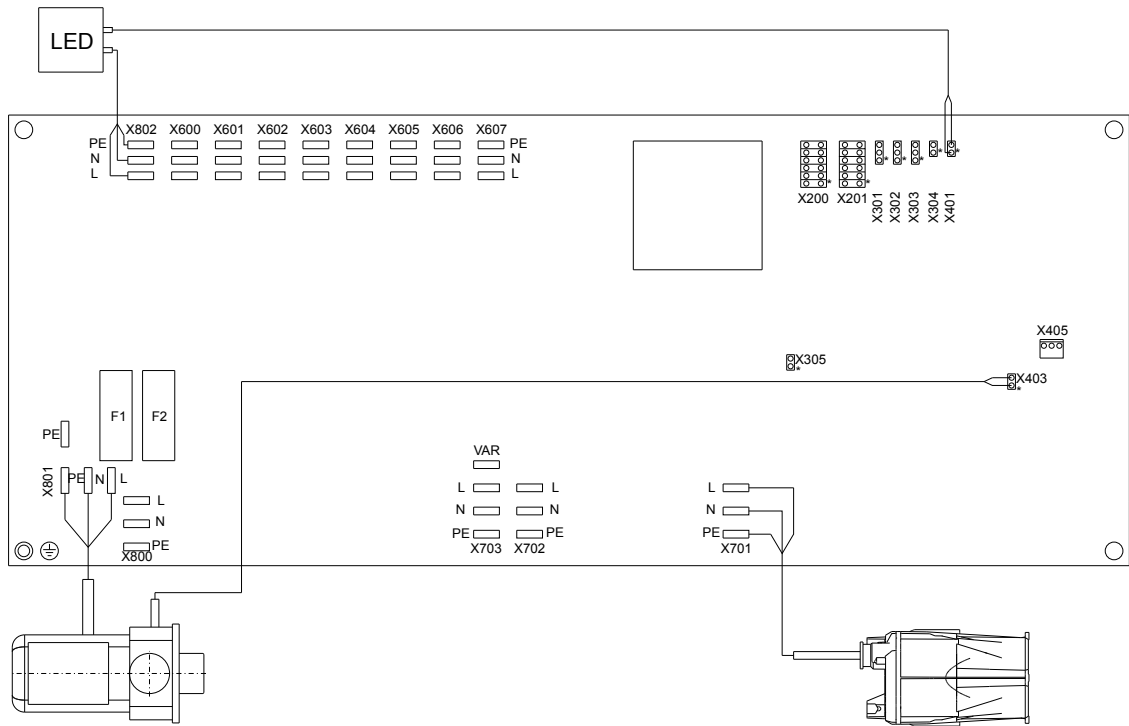 LED
X802 X600 X601 X602 X603 X604 X605 X606 X607
PE PE
N N
L L
* * * * * * *
X200 X201 X301 X302 X303 X304 X401
X405
X305
*
X403
*
F1 F2
PE
VAR
X801 PE N L
L
N
PE
X800
L L
N N
PE PE
X703 X702
L
N
PE
X701